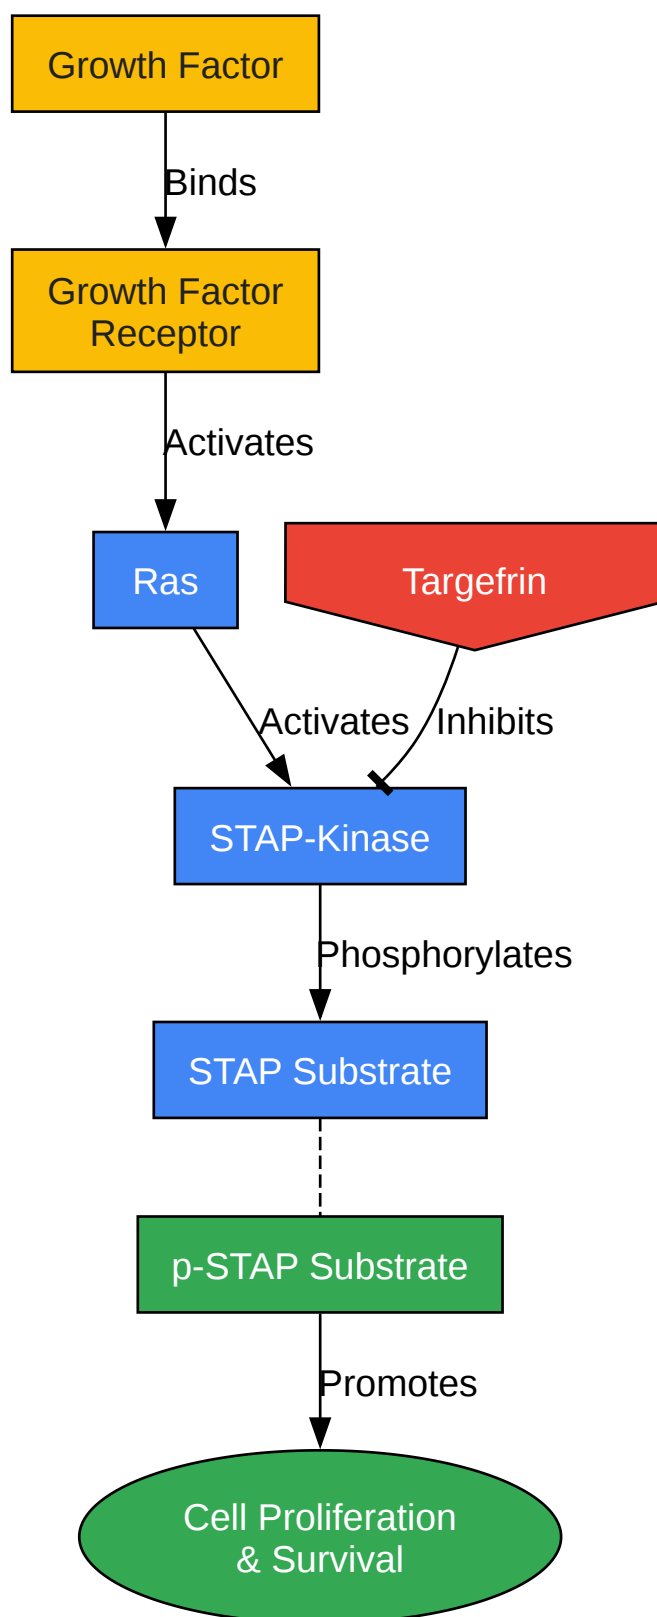 Growth Factor
Binds
Growth Factor
Receptor
Activates
Ras
Targefrin
Activates
Inhibits
STAP-Kinase
Phosphorylates
STAP Substrate
p-STAP Substrate
Promotes
Cell Proliferation
& Survival